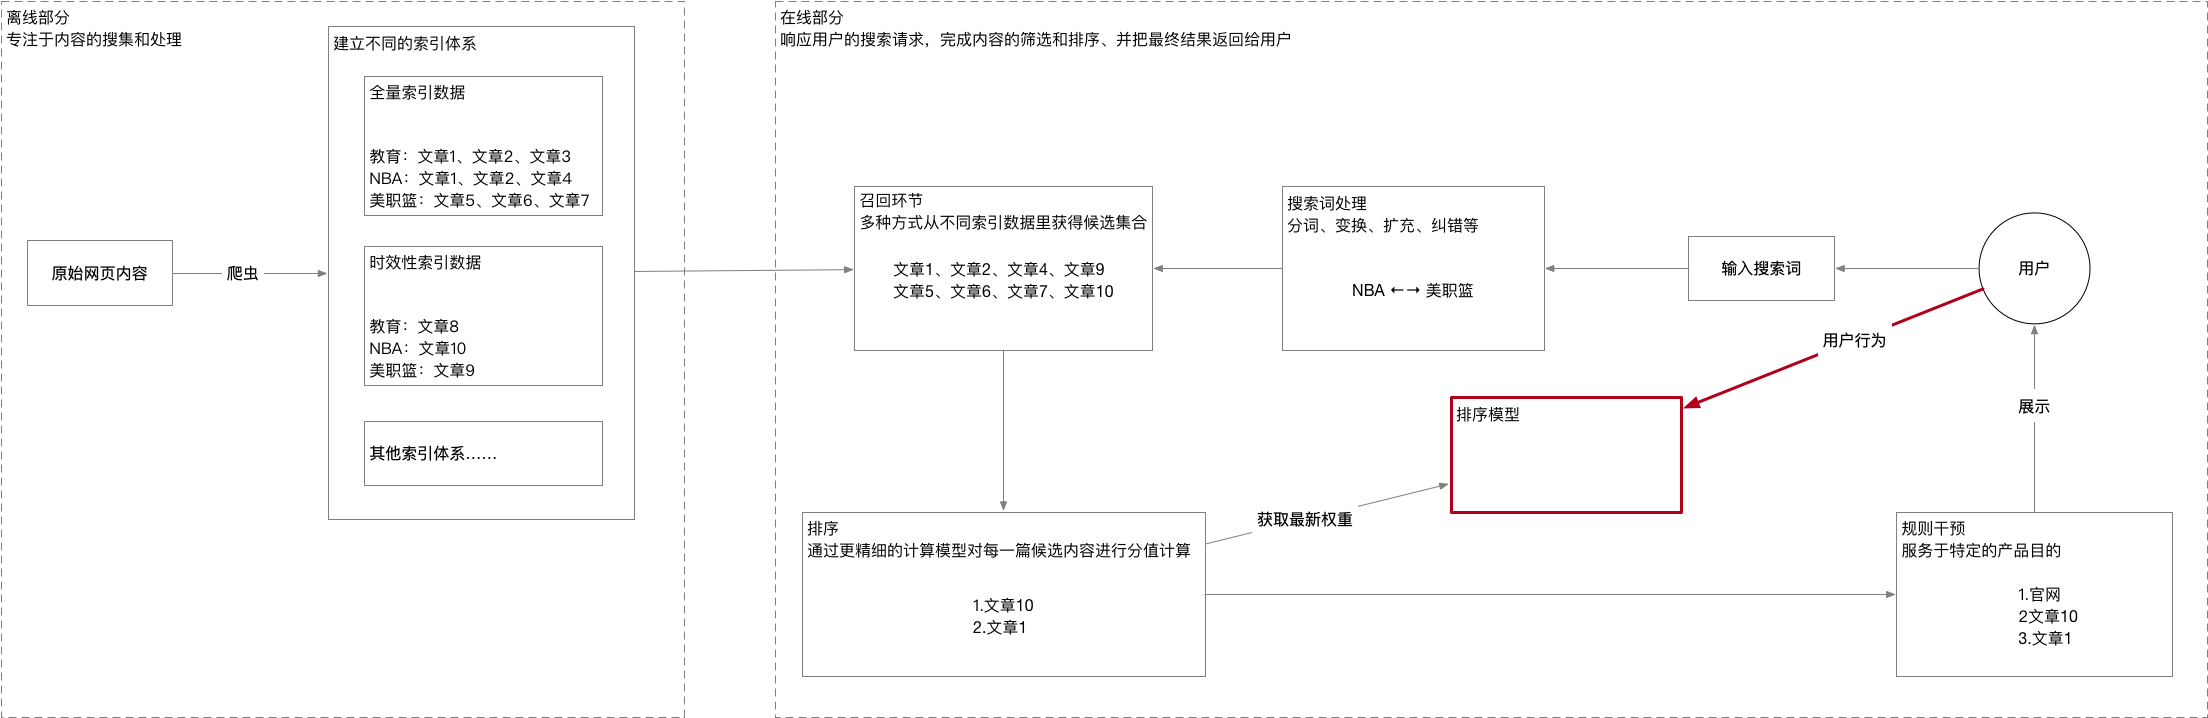 离线部分
专注于内容的搜集和处理
原始网页内容
爬虫
建立不同的索引体系
全量索引数据
教育：文章1、文章2、文章3
NBA：文章1、文章2、文章4
美职篮：文章5、文章6、文章7
时效性索引数据
教育：文章8
NBA：文章10
美职篮：文章9
其他索引体系……
在线部分
响应用户的搜索请求，完成内容的筛选和排序、并把最终结果返回给用户
召回环节
多种方式从不同索引数据里获得候选集合
文章1、文章2、文章4、文章9
文章5、文章6、文章7、文章10
搜索词处理
分词、变换、扩充、纠错等
NBA ←→ 美职篮
输入搜索词
用户
用户行为
排序模型
展示
获取最新权重
排序
通过更精细的计算模型对每一篇候选内容进行分值计算
1.文章10
2.文章1
规则干预
服务于特定的产品目的
1.官网
2文章10
3.文章1